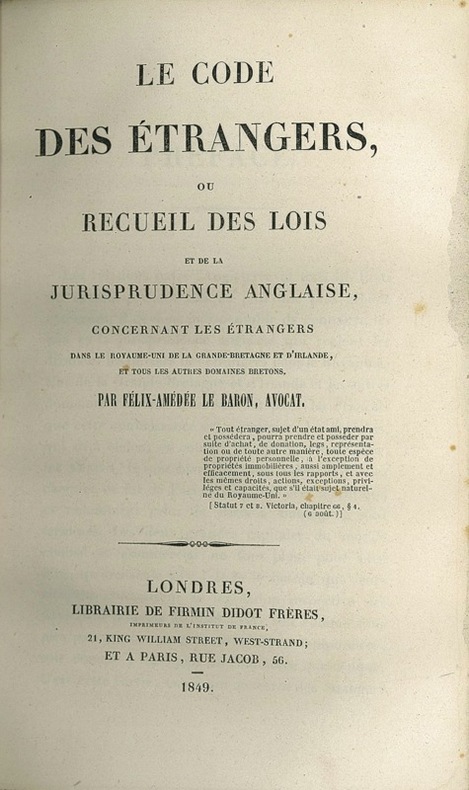 LE CODE
DES ÉTRANGERS,
OU
RECUEIL DES LOIS
ET DE LA
JURISPRUDENCE ANGLAISE,
CONCERNANT LES ÉTRANGERS
DANS LE ROYAUME-UNI DE LA GRANDE-BRETAGNE ET D'IRLANDE,
ET TOUS LES AUTRES DOMAINES BRETONS.
PAR FÉLIX-AMÉDÉE LE BARON, AVOCAT.
« Tout étranger, sujet d'un état ami, prendra
et possédera, pourra prendre et posséder par
suite d'achat, de donation, legs, représenta-
tion ou de toute autre manière, toute espèce
de propriété personnelle, à l'exception de
propriétés immobilières, aussi amplement et
efficacement, sous tous les rapports, et avec
les mêmes droits, actions, exceptions, privi-
léges et capacités, que s'il était sujet naturel-
né du Royaume-Uni. »
[Statut 7 et 8. Victoria, chapitre 66, § 4.
(6 août.)]
LONDRES,
LIBRAIRIE DE FIRMIN DIDOT FRÈRES,
IMPRIMEURS DE L'INSTITUT DE FRANCE,
21, KING WILLIAM STREET, WEST-STRAND;
ET A PARIS, RUE JACOB, 56.
1849.